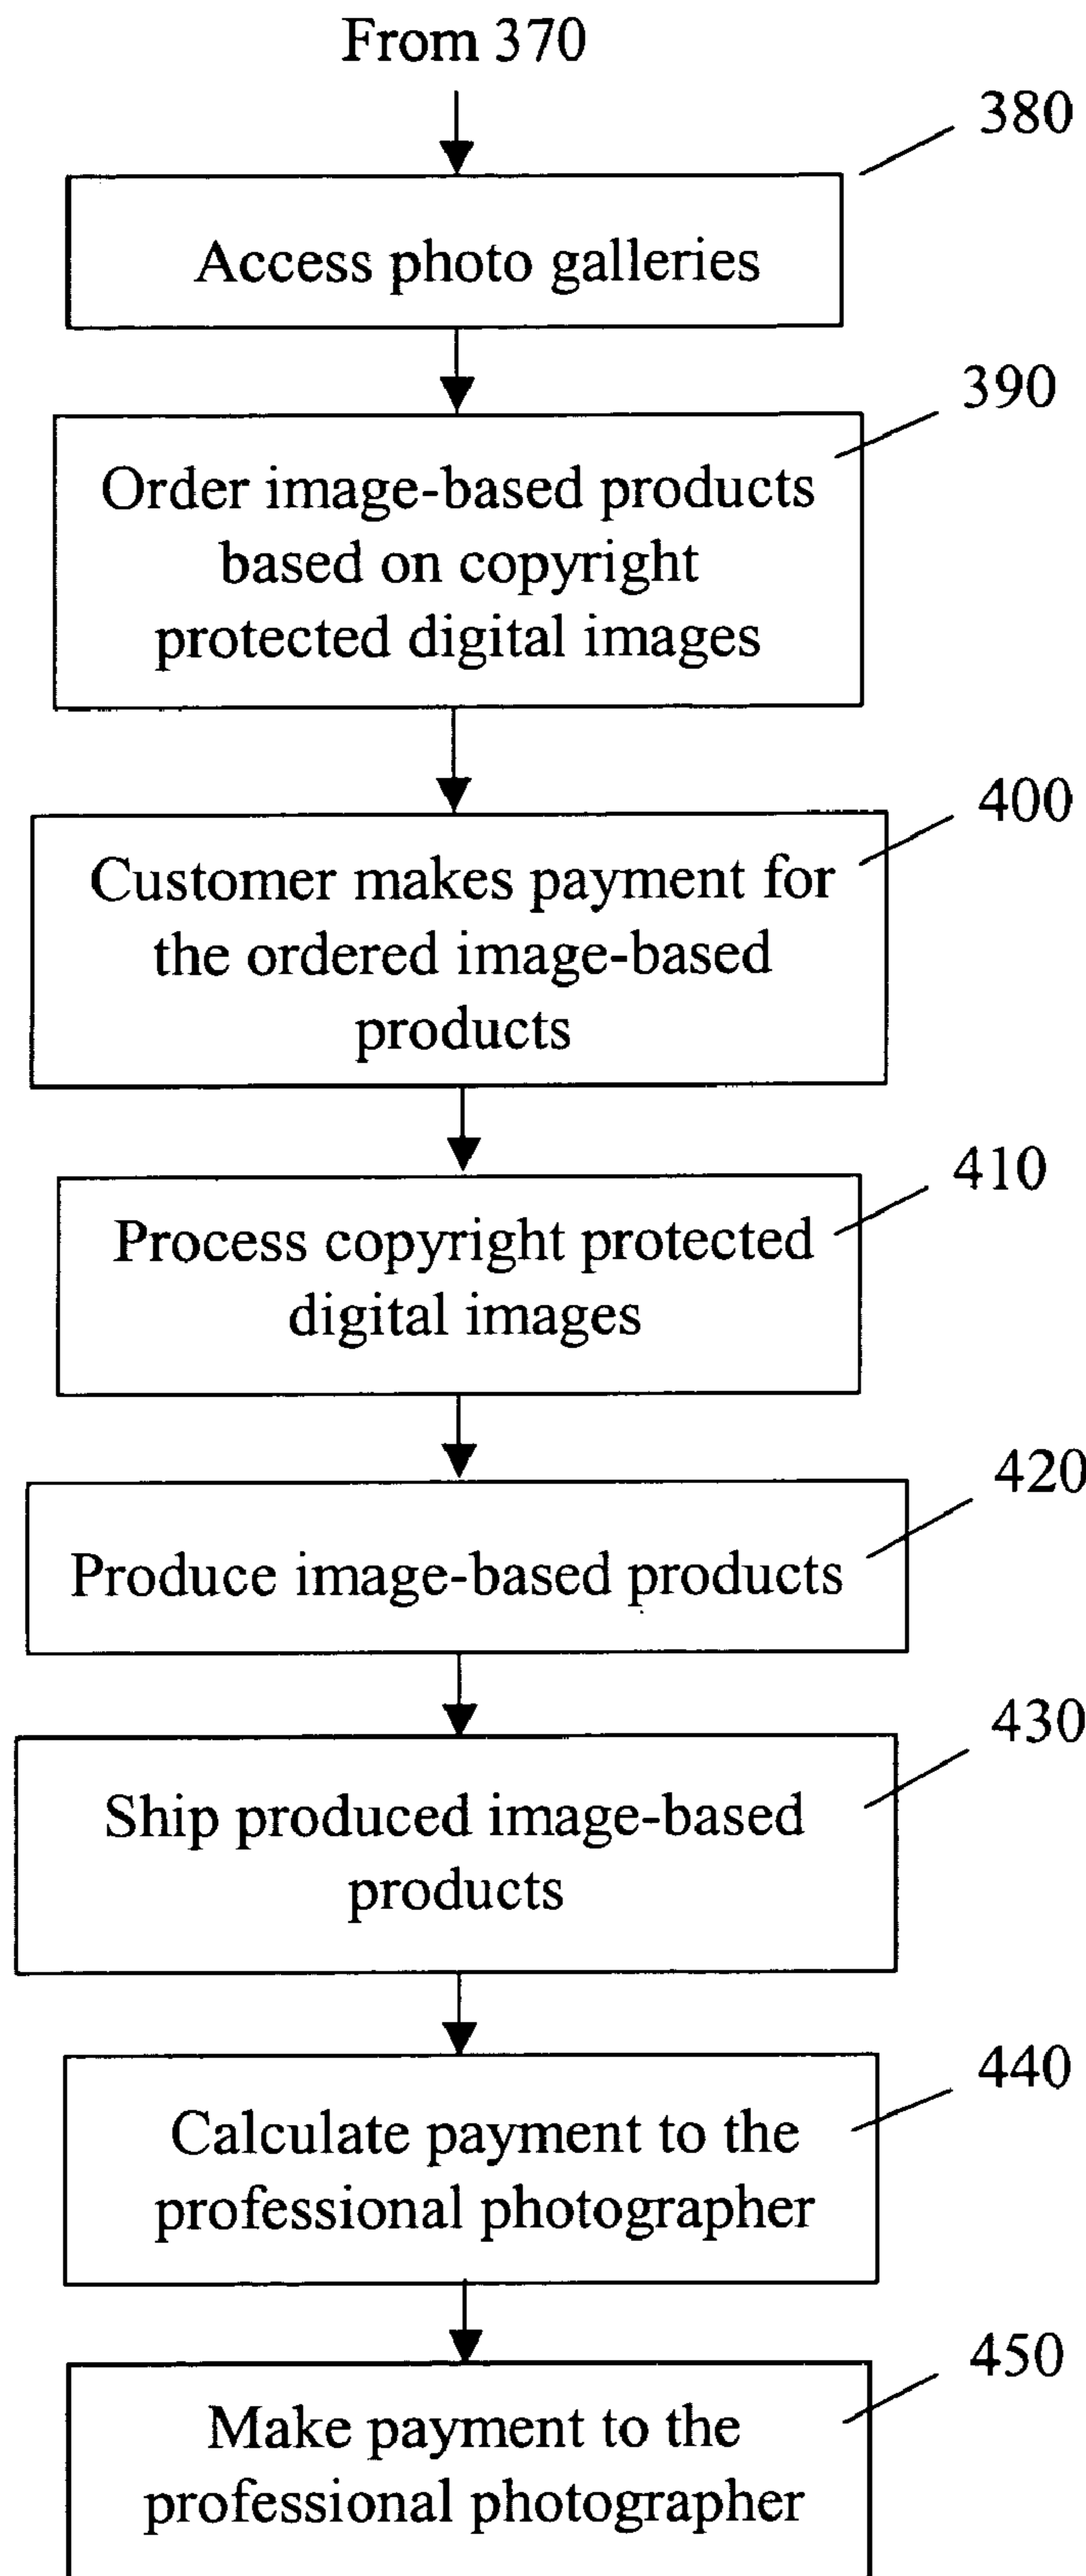 From 370
380
Access photo galleries
390
Order image-based products
based on copyright
protected digital images
400
Customer makes payment for
the ordered image-based
products
410
Process copyright protected
digital images
420
Produce image-based products
430
Ship produced image-based
products
440
Calculate payment to the
professional photographer
450
Make payment to the
professional photographer